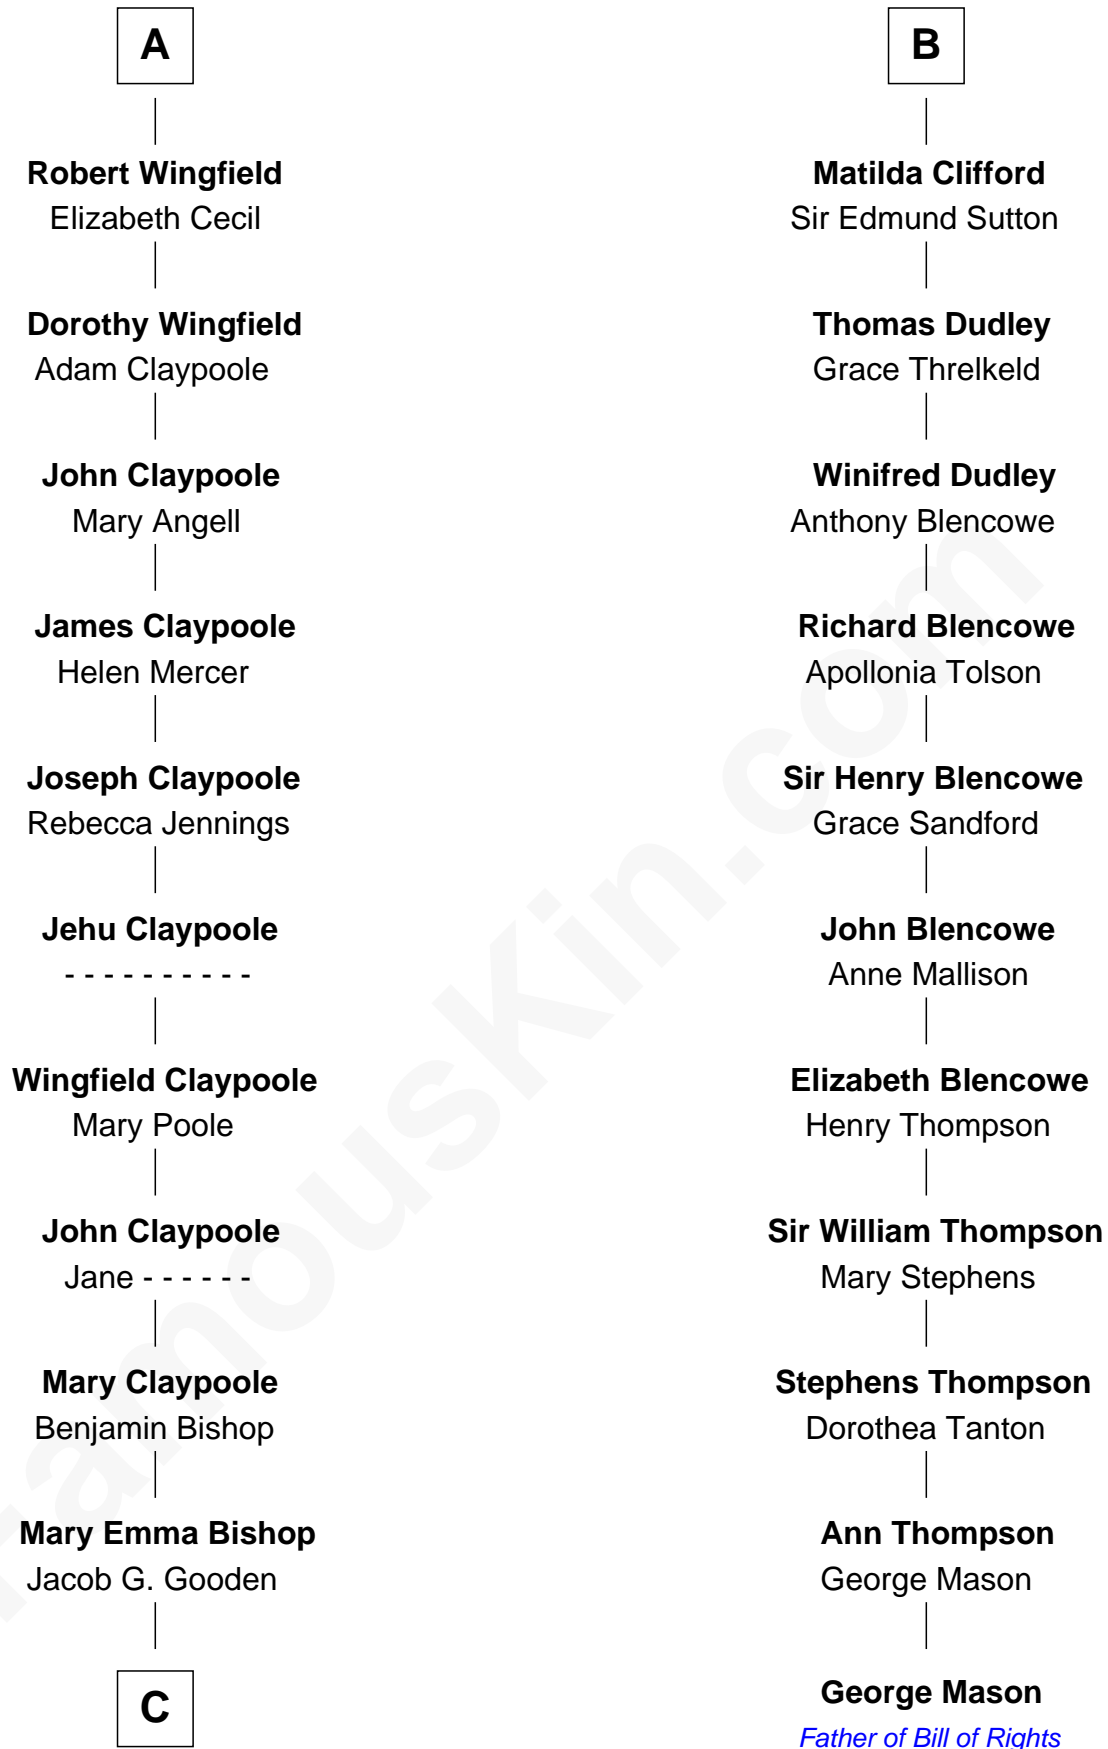 A
Robert Wingfield
Elizabeth Cecil
Dorothy Wingfield
Adam Claypoole
John Claypoole
Mary Angell
James Claypoole
Helen Mercer
Joseph Claypoole
Rebecca Jennings
Jehu Claypoole
- - - - - - - - - -
Wingfield Claypoole
Mary Poole
John Claypoole
Jane - - - - - -
Mary Claypoole
Benjamin Bishop
Mary Emma Bishop
Jacob G. Gooden
C
B
Matilda Clifford
Sir Edmund Sutton
Thomas Dudley
Grace Threlkeld
Winifred Dudley
Anthony Blencowe
Richard Blencowe
Apollonia Tolson
Sir Henry Blencowe
Grace Sandford
John Blencowe
Anne Mallison
Elizabeth Blencowe
Henry Thompson
Sir William Thompson
Mary Stephens
Stephens Thompson
Dorothea Tanton
Ann Thompson
George Mason
George Mason
Father of Bill of Rights
FamousKin.com